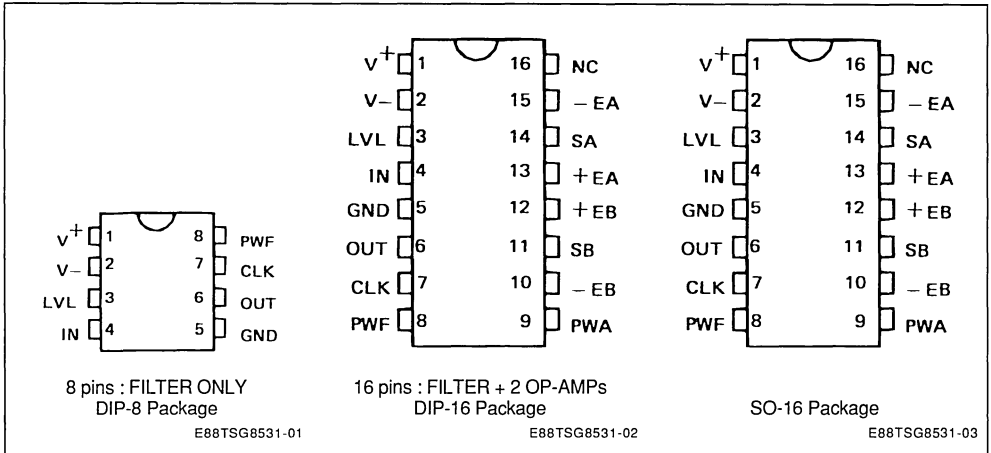 V+ 1 8 PWF
V- 2 7 CLK
LVL 3 6 OUT
IN 4 5 GND
8 pins : FILTER ONLY
DIP-8 Package
E88TSG8531-01
V+ 1 16 NC
V- 2 15 -EA
LVL 3 14 SA
IN 4 13 +EA
GND 5 12 +EB
OUT 6 11 SB
CLK 7 10 -EB
PWF 8 9 PWA
16 pins : FILTER + 2 OP-AMPs
DIP-16 Package
E88TSG8531-02
V+ 1 16 NC
V- 2 15 -EA
LVL 3 14 SA
IN 4 13 +EA
GND 5 12 +EB
OUT 6 11 SB
CLK 7 10 -EB
PWF 8 9 PWA
SO-16 Package
E88TSG8531-03